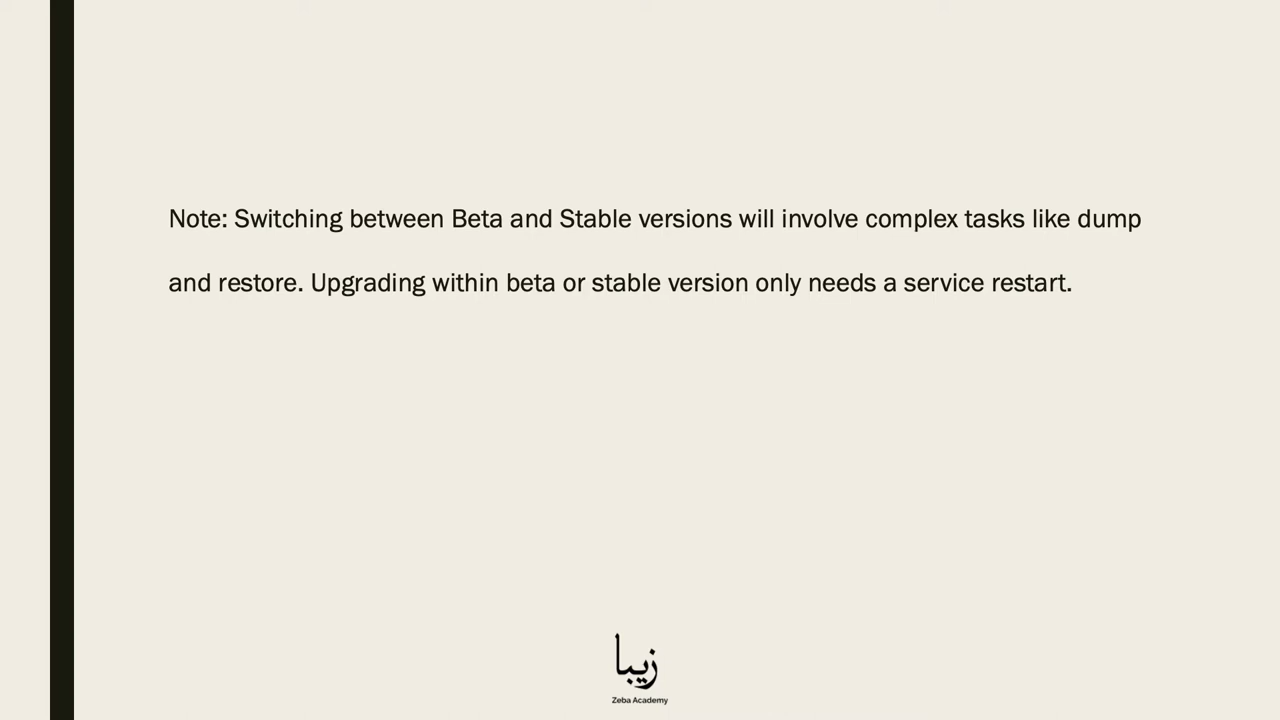 Note: Switching between Beta and Stable versions will involve complex tasks like dump
and restore. Upgrading within beta or stable version only needs a service restart.
زيبا
Zeba Academy